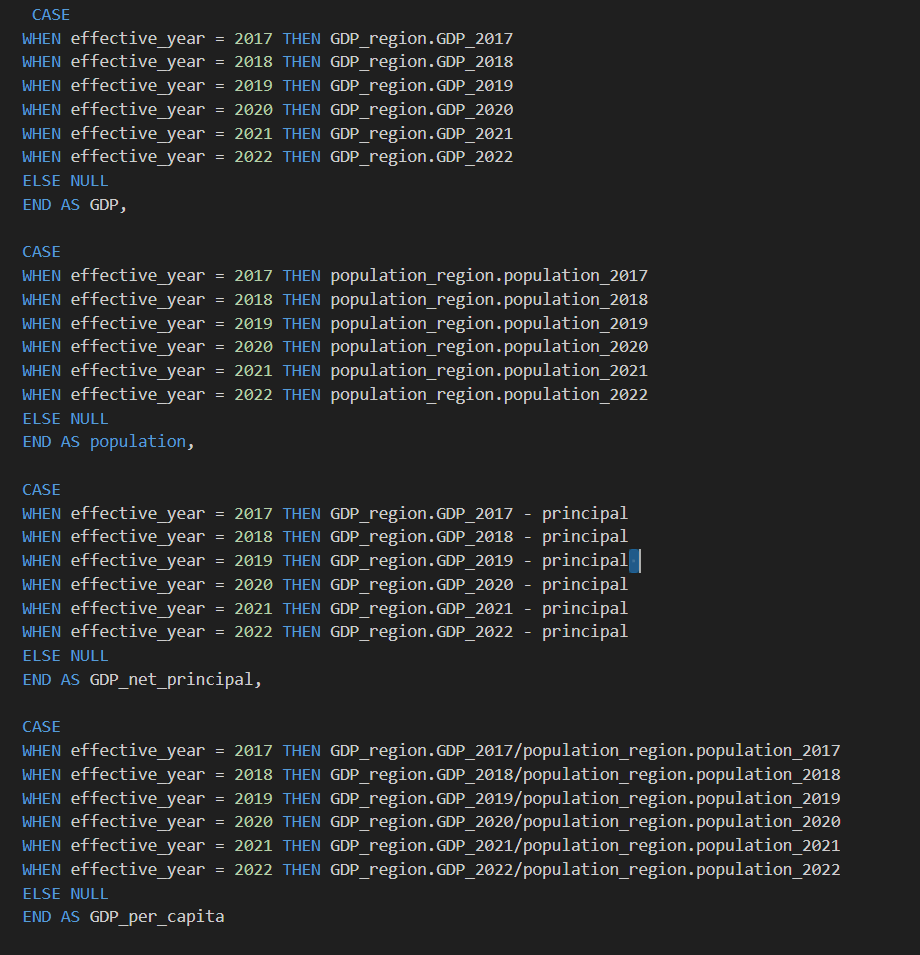 CASE
WHEN effective_year = 2017 THEN GDP_region.GDP_2017
WHEN effective_year = 2018 THEN GDP_region.GDP_2018
WHEN effective_year = 2019 THEN GDP_region.GDP_2019
WHEN effective_year = 2020 THEN GDP_region.GDP_2020
WHEN effective_year = 2021 THEN GDP_region.GDP_2021
WHEN effective_year = 2022 THEN GDP_region.GDP_2022
ELSE NULL
END AS GDP,
CASE
WHEN effective_year = 2017 THEN population_region.population_2017
WHEN effective_year = 2018 THEN population_region.population_2018
WHEN effective_year = 2019 THEN population_region.population_2019
WHEN effective_year = 2020 THEN population_region.population_2020
WHEN effective_year = 2021 THEN population_region.population_2021
WHEN effective_year = 2022 THEN population_region.population_2022
ELSE NULL
END AS population,
CASE
WHEN effective_year = 2017 THEN GDP_region.GDP_2017 - principal
WHEN effective_year = 2018 THEN GDP_region.GDP_2018 - principal
WHEN effective_year = 2019 THEN GDP_region.GDP_2019 - principal
WHEN effective_year = 2020 THEN GDP_region.GDP_2020 - principal
WHEN effective_year = 2021 THEN GDP_region.GDP_2021 - principal
WHEN effective_year = 2022 THEN GDP_region.GDP_2022 - principal
ELSE NULL
END AS GDP_net_principal,
CASE
WHEN effective_year = 2017 THEN GDP_region.GDP_2017/population_region.population_2017
WHEN effective_year = 2018 THEN GDP_region.GDP_2018/population_region.population_2018
WHEN effective_year = 2019 THEN GDP_region.GDP_2019/population_region.population_2019
WHEN effective_year = 2020 THEN GDP_region.GDP_2020/population_region.population_2020
WHEN effective_year = 2021 THEN GDP_region.GDP_2021/population_region.population_2021
WHEN effective_year = 2022 THEN GDP_region.GDP_2022/population_region.population_2022
ELSE NULL
END AS GDP_per_capita